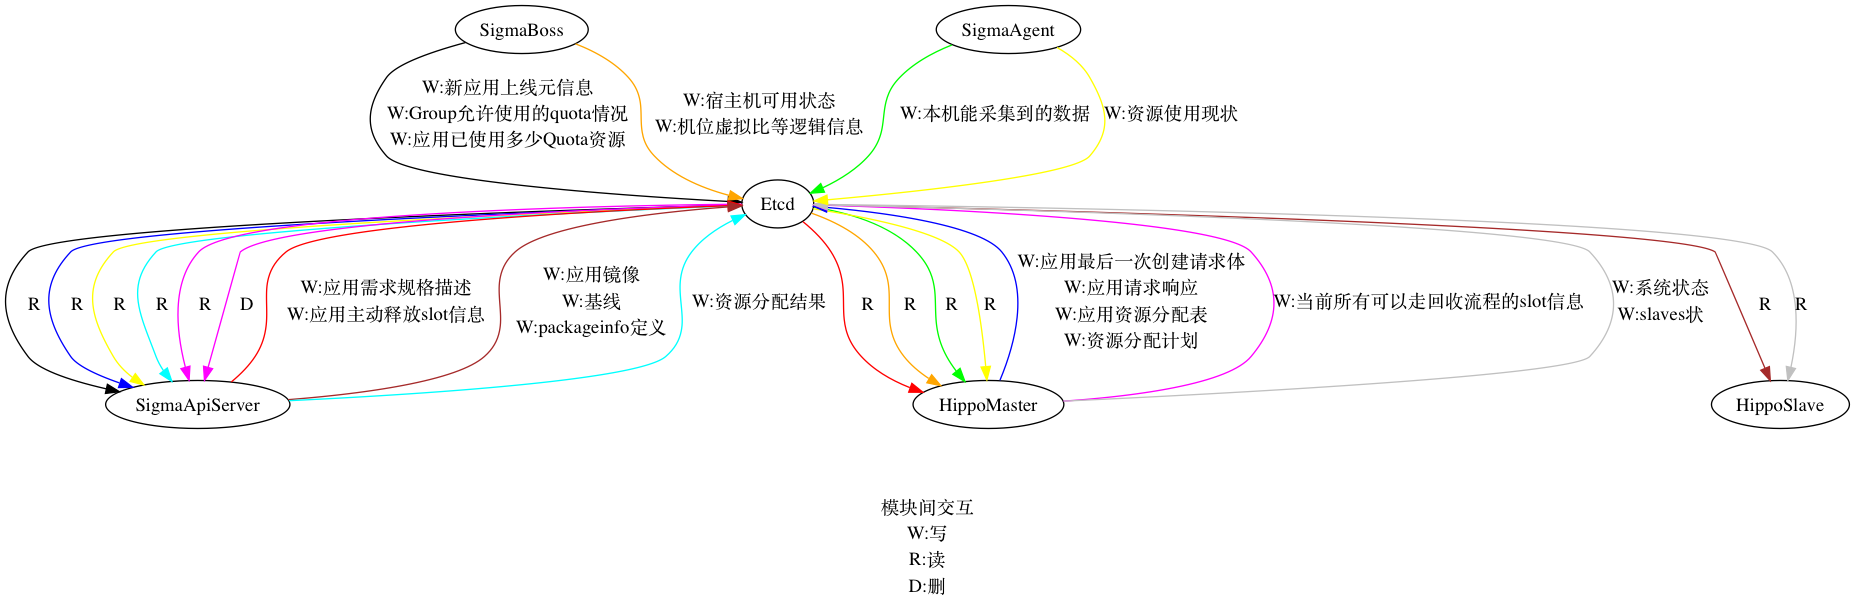 SigmaBoss
SigmaAgent
W:新应用上线元信息
W:Group允许使用的quota情况
W:应用已使用多少Quota资源
W:宿主机可用状态
W:机位虚拟比等逻辑信息
W:本机能采集到的数据
W:资源使用现状
Etcd
R
R
R
R
R
D
W:应用需求规格描述
W:应用主动释放slot信息
W:应用镜像
W:基线
W:packageinfo定义
W:资源分配结果
R
R
R
R
W:应用最后一次创建请求体
W:应用请求响应
W:应用资源分配表
W:资源分配计划
W:当前所有可以走回收流程的slot信息
W:系统状态
W:slaves状
R
R
SigmaApiServer
HippoMaster
HippoSlave
模块间交互
W:写
R:读
D:删